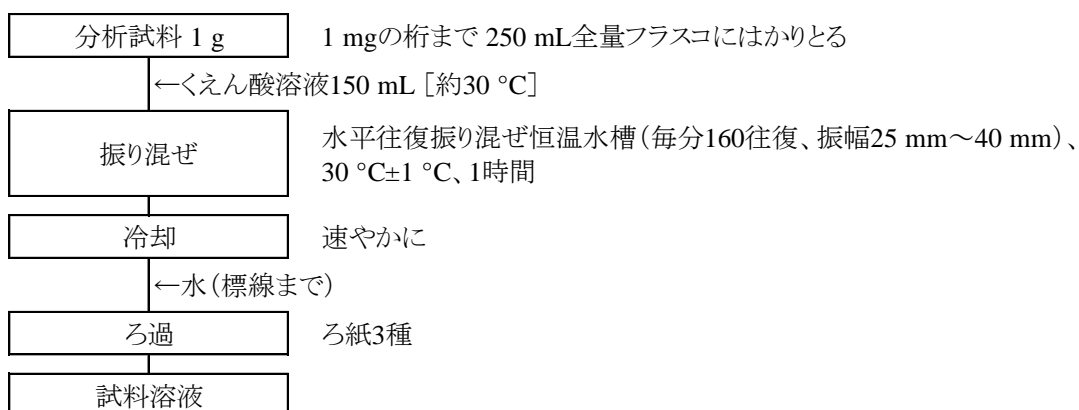 分析試料 1 g
1 mgの桁まで 250 mL全量フラスコにはかりとる
←くえん酸溶液150 mL ［約30 °C］
振り混ぜ
水平往復振り混ぜ恒温水槽（毎分160往復、振幅25 mm～40 mm）、
30 °C±1 °C、1時間
冷却
速やかに
←水（標線まで）
ろ過
ろ紙3種
試料溶液